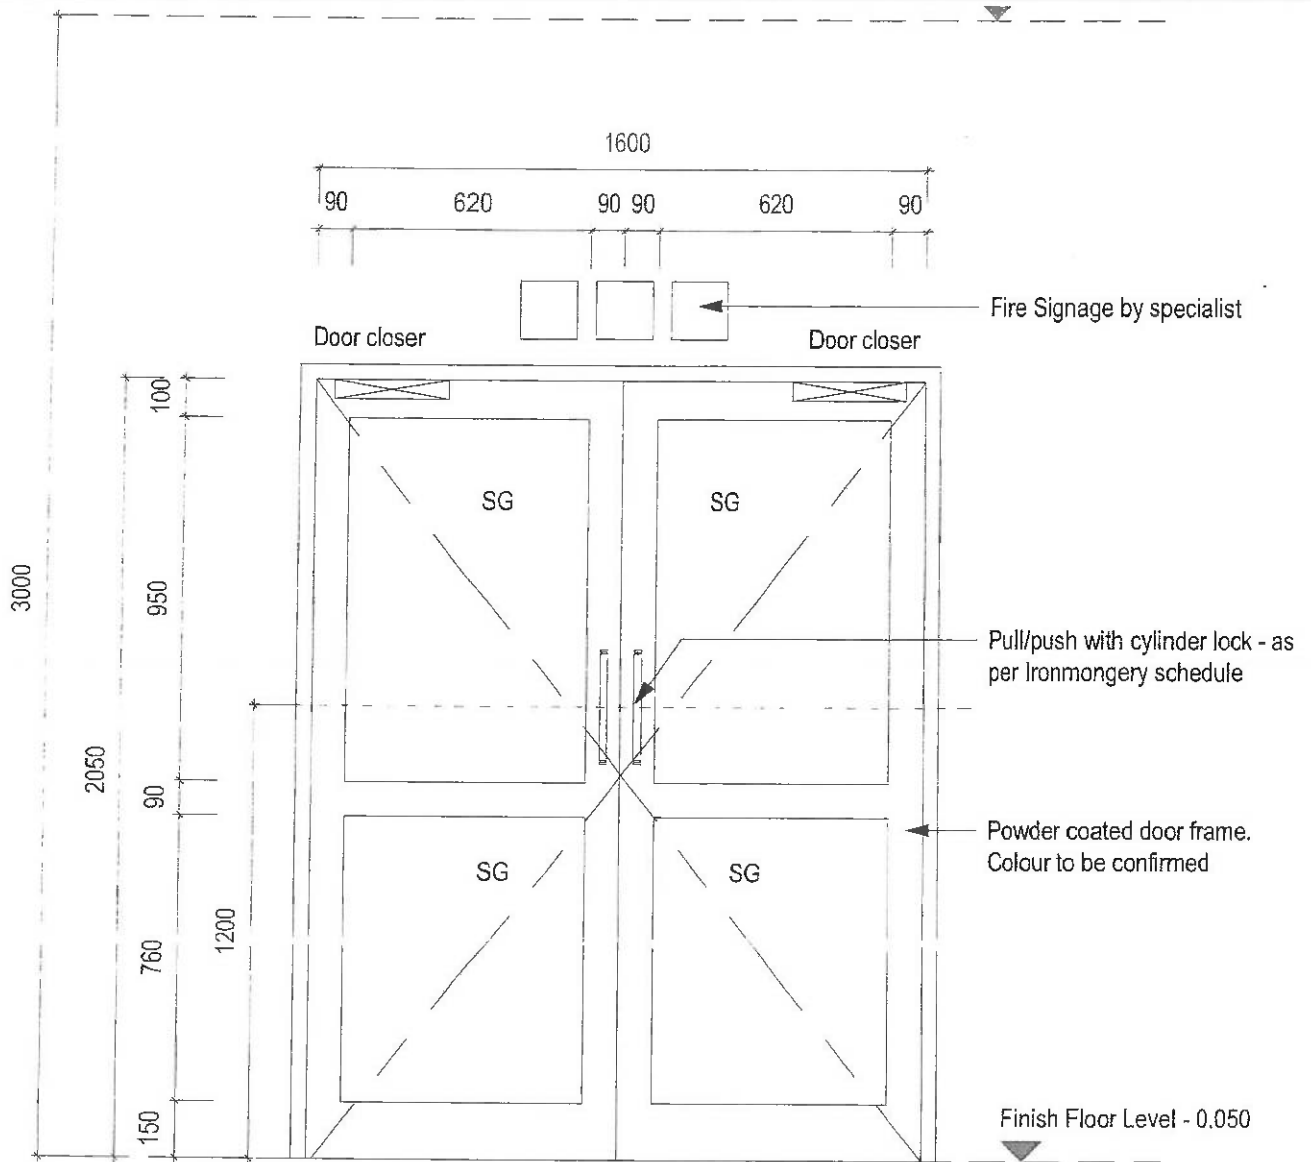 1600
90 620 90 90 620 90
Fire Signage by specialist
Door closer
Door closer
100
SG
SG
950
3000
Pull/push with cylinder lock - as
per Ironmongery schedule
2050
90
Powder coated door frame.
Colour to be confirmed
SG
SG
1200
760
150
Finish Floor Level - 0.050